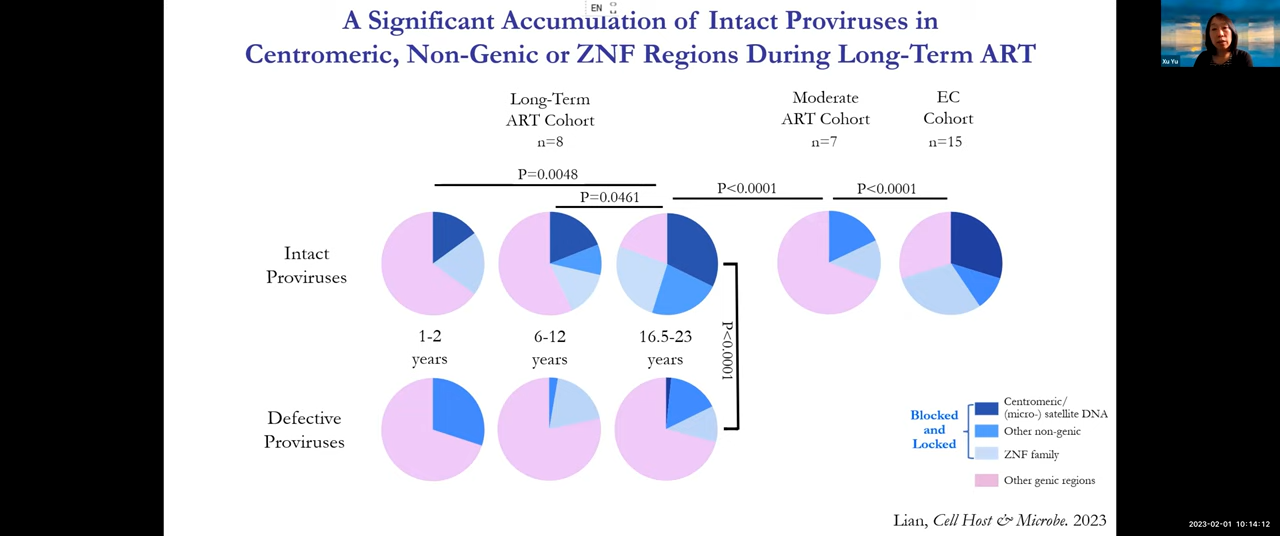 EN
A Significant Accumulation of Intact Proviruses in
Centromeric, Non-Genic or ZNF Regions During Long-Term ART
Xu Yu
Long-Term
ART Cohort
n=8
Moderate
ART Cohort
n=7
EC
Cohort
n=15
P=0.0048
P=0.0461
P<0.0001
P<0.0001
Intact
Proviruses
1-2
years
6-12
years
16.5-23
years
P<0.0001
Defective
Proviruses
Blocked
and
Locked
Centromeric/
(micro-) satellite DNA
Other non-genic
ZNF family
Other genic regions
Lian, Cell Host & Microbe. 2023
2023-02-01 10:14:12